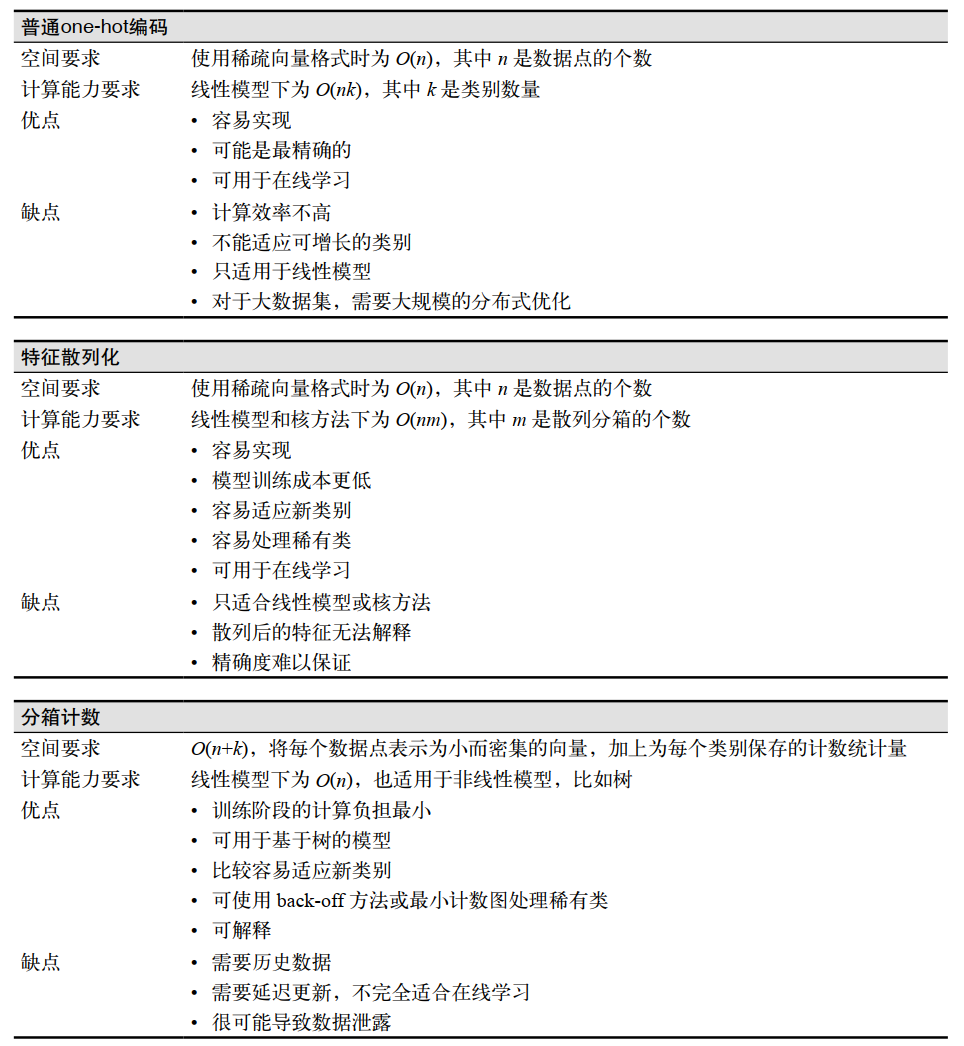 普通one-hot编码
空间要求 使用稀疏向量格式时为 O(n)，其中 n 是数据点的个数
计算能力要求 线性模型下为 O(nk)，其中 k 是类别数量
优点 • 容易实现
• 可能是最精确的
• 可用于在线学习
缺点 • 计算效率不高
• 不能适应可增长的类别
• 只适用于线性模型
• 对于大数据集，需要大规模的分布式优化
特征散列化
空间要求 使用稀疏向量格式时为 O(n)，其中 n 是数据点的个数
计算能力要求 线性模型和核方法下为 O(nm)，其中 m 是散列分箱的个数
优点 • 容易实现
• 模型训练成本更低
• 容易适应新类别
• 容易处理稀有类
• 可用于在线学习
缺点 • 只适合线性模型或核方法
• 散列后的特征无法解释
• 精确度难以保证
分箱计数
空间要求 O(n+k)，将每个数据点表示为小而密集的向量，加上为每个类别保存的计数统计量
计算能力要求 线性模型下为 O(n)，也适用于非线性模型，比如树
优点 • 训练阶段的计算负担最小
• 可用于基于树的模型
• 比较容易适应新类别
• 可使用 back-off 方法或最小计数图处理稀有类
• 可解释
缺点 • 需要历史数据
• 需要延迟更新，不完全适合在线学习
• 很可能导致数据泄露